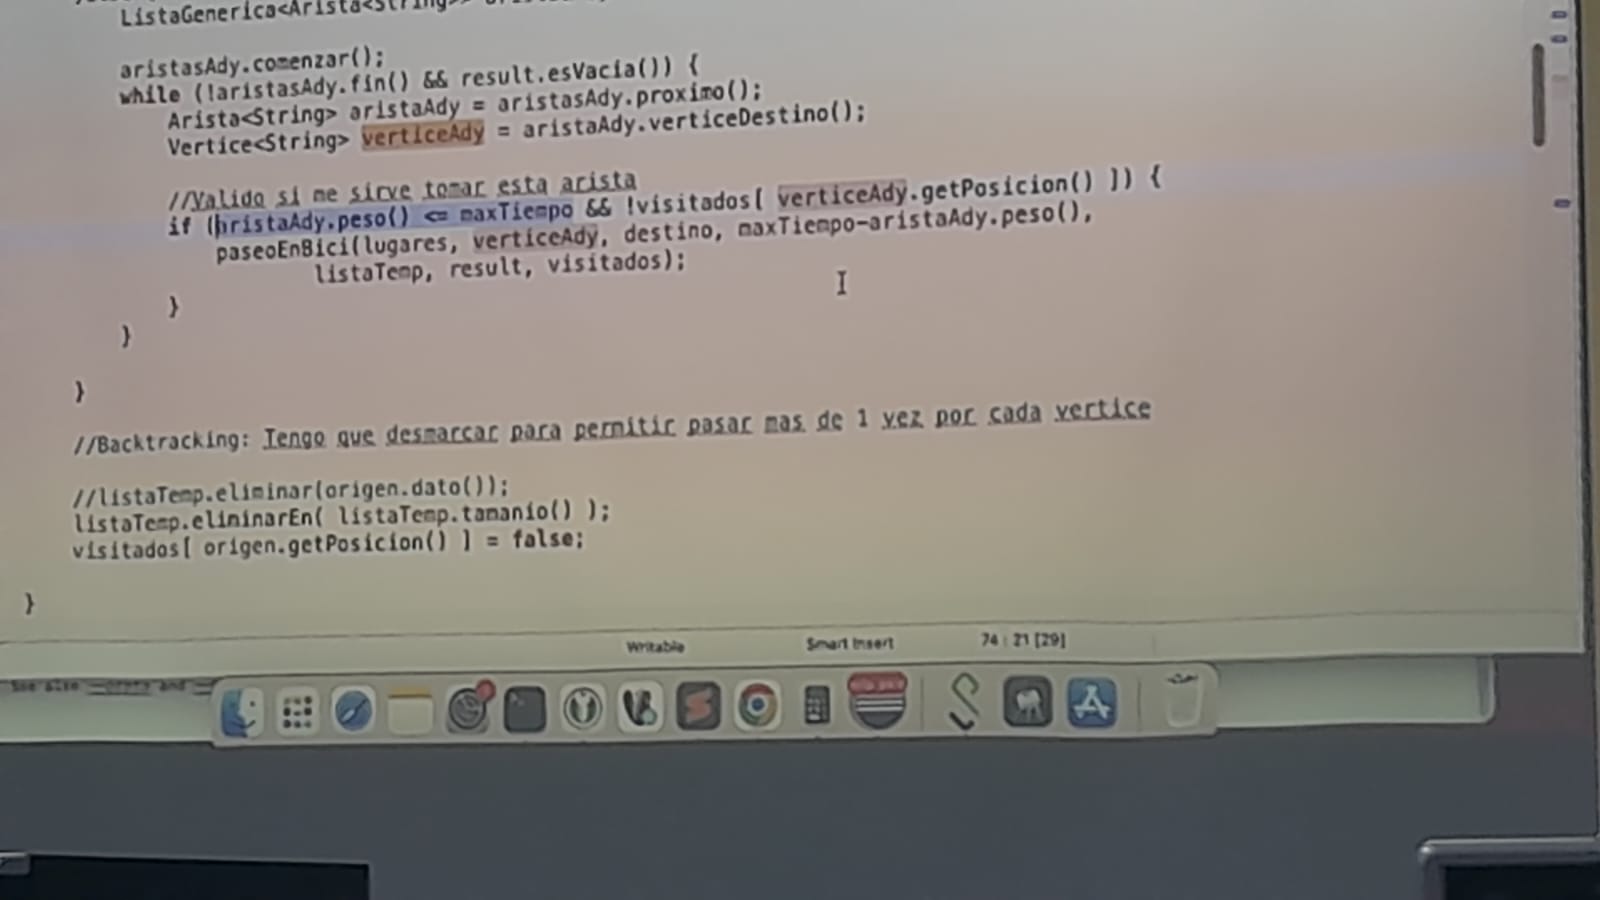 ListaGenerica<Arista<String>>
aristasAdy.comenzar();
while (!aristasAdy.fin() && result.esVacia()) {
Arista<String> aristaAdy = aristasAdy.proximo();
Vertice<String> verticeAdy = aristaAdy.verticeDestino();
//Valido si me sirve tomar esta arista
if (aristaAdy.peso() <= maxTiempo && !visitados[ verticeAdy.getPosicion() ]) {
paseoEnBici(lugares, verticeAdy, destino, maxTiempo-aristaAdy.peso(),
listaTemp, result, visitados);
}
}
}
//Backtracking: Tengo que desmarcar para permitir pasar mas de 1 vez por cada vertice
//listaTemp.eliminar(origen.dato());
listaTemp.eliminarEn( listaTemp.tamanio() );
visitados[ origen.getPosicion() ] = false;
}
Writable Smart Insert 74 : 21 [29]
See also and